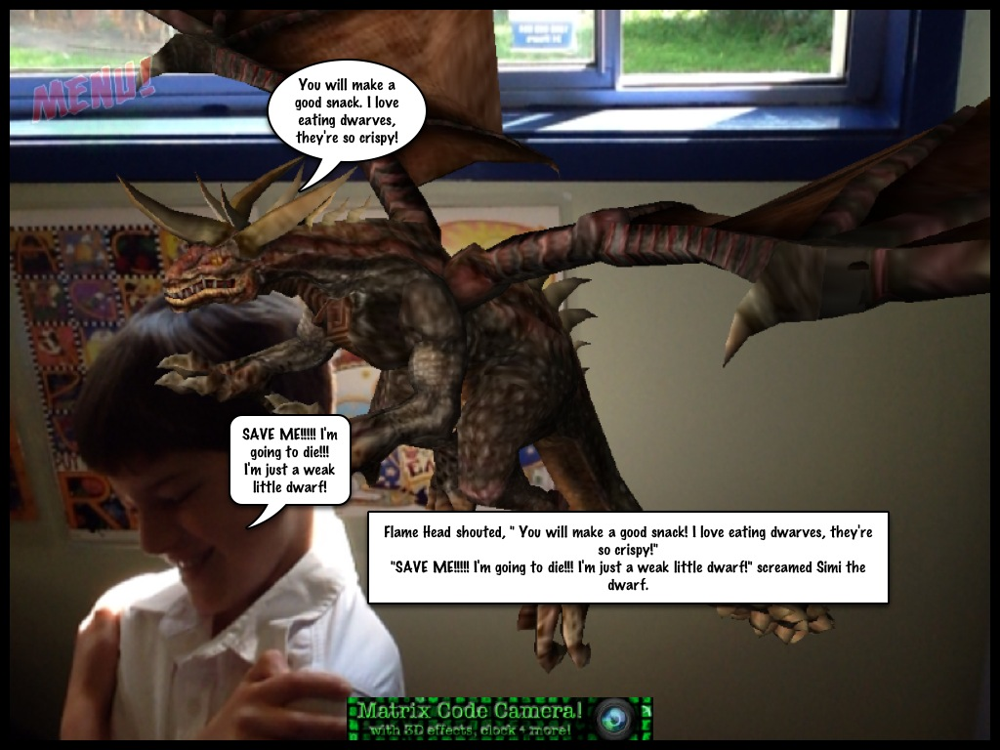 MENU!
You will make a
good snack. I love
eating dwarves,
they're so crispy!
SAVE ME!!!!! I'm
going to die!!!
I'm just a weak
little dwarf!
Flame Head shouted, " You will make a good snack! I love eating dwarves, they're
so crispy!"
"SAVE ME!!!!! I'm going to die!!! I'm just a weak little dwarf!" screamed Simi the
dwarf.
Matrix Code Camera!
with 3D effects, clock + more!